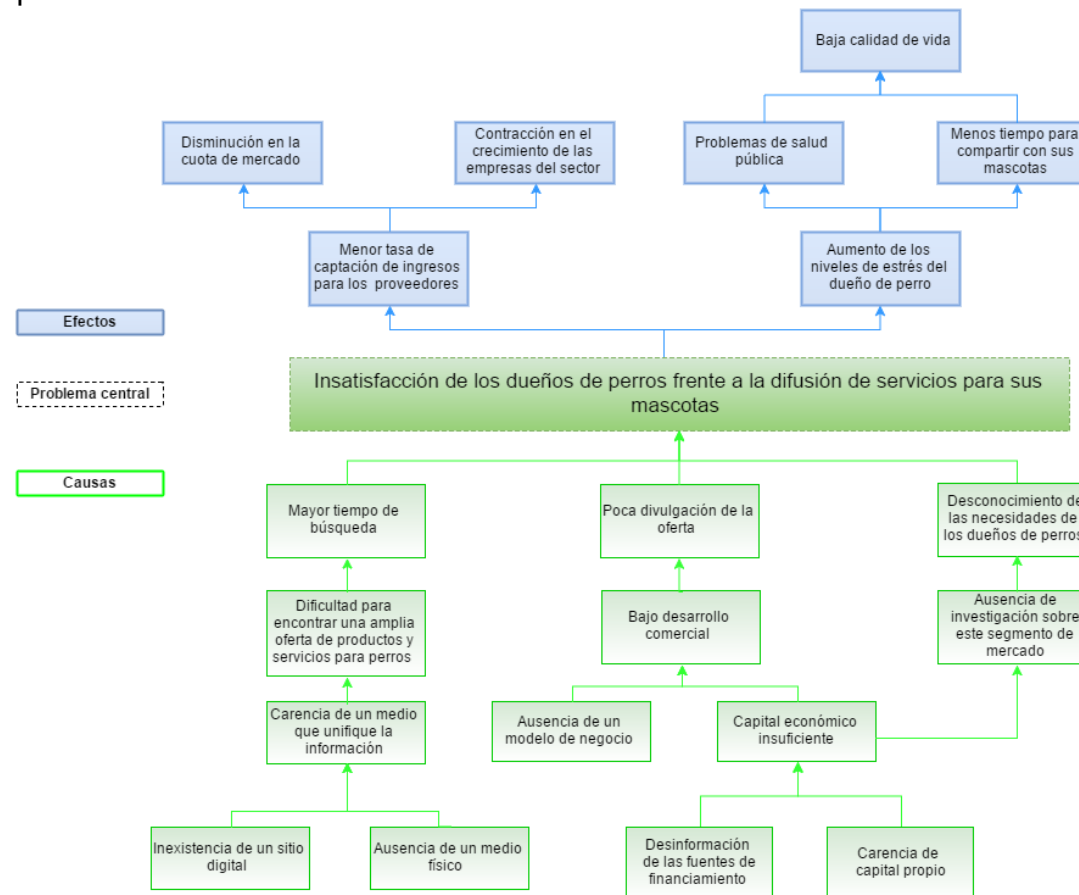 Baja calidad de vida
Disminución en la
cuota de mercado
Contracción en el
crecimiento de las
empresas del sector
Problemas de salud
pública
Menos tiempo para
compartir con sus
mascotas
Menor tasa de
captación de ingresos
para los proveedores
Aumento de los
niveles de estrés del
dueño de perro
Efectos
Problema central
Causas
Insatisfacción de los dueños de perros frente a la difusión de servicios para sus
mascotas
Mayor tiempo de
búsqueda
Poca divulgación de la
oferta
Desconocimiento de
las necesidades de
los dueños de perros
Dificultad para
encontrar una amplia
oferta de productos y
servicios para perros
Bajo desarrollo
comercial
Ausencia de
investigación sobre
este segmento de
mercado
Carencia de un medio
que unifique la
información
Ausencia de un
modelo de negocio
Capital económico
insuficiente
Inexistencia de un sitio
digital
Ausencia de un medio
físico
Desinformación
de las fuentes de
financiamiento
Carencia de
capital propio